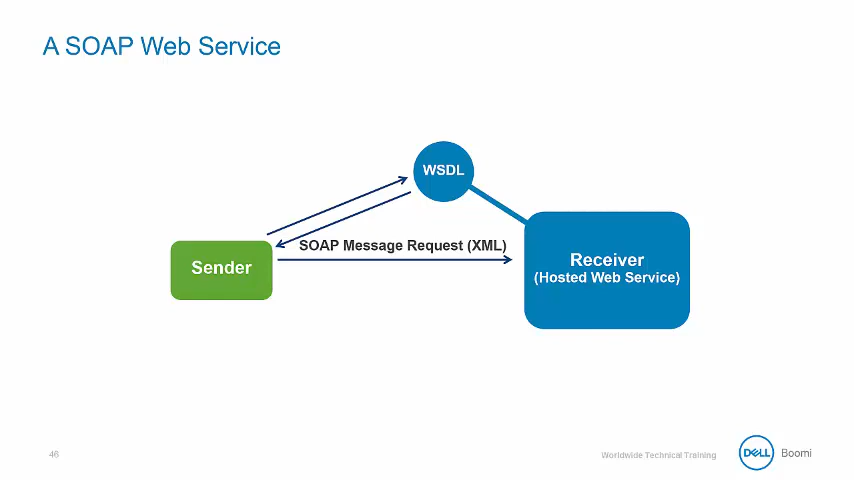 A SOAP Web Service
WSDL
SOAP Message Request (XML)
Sender
Receiver
(Hosted Web Service)
46
Worldwide Technical Training
DELL
Boomi